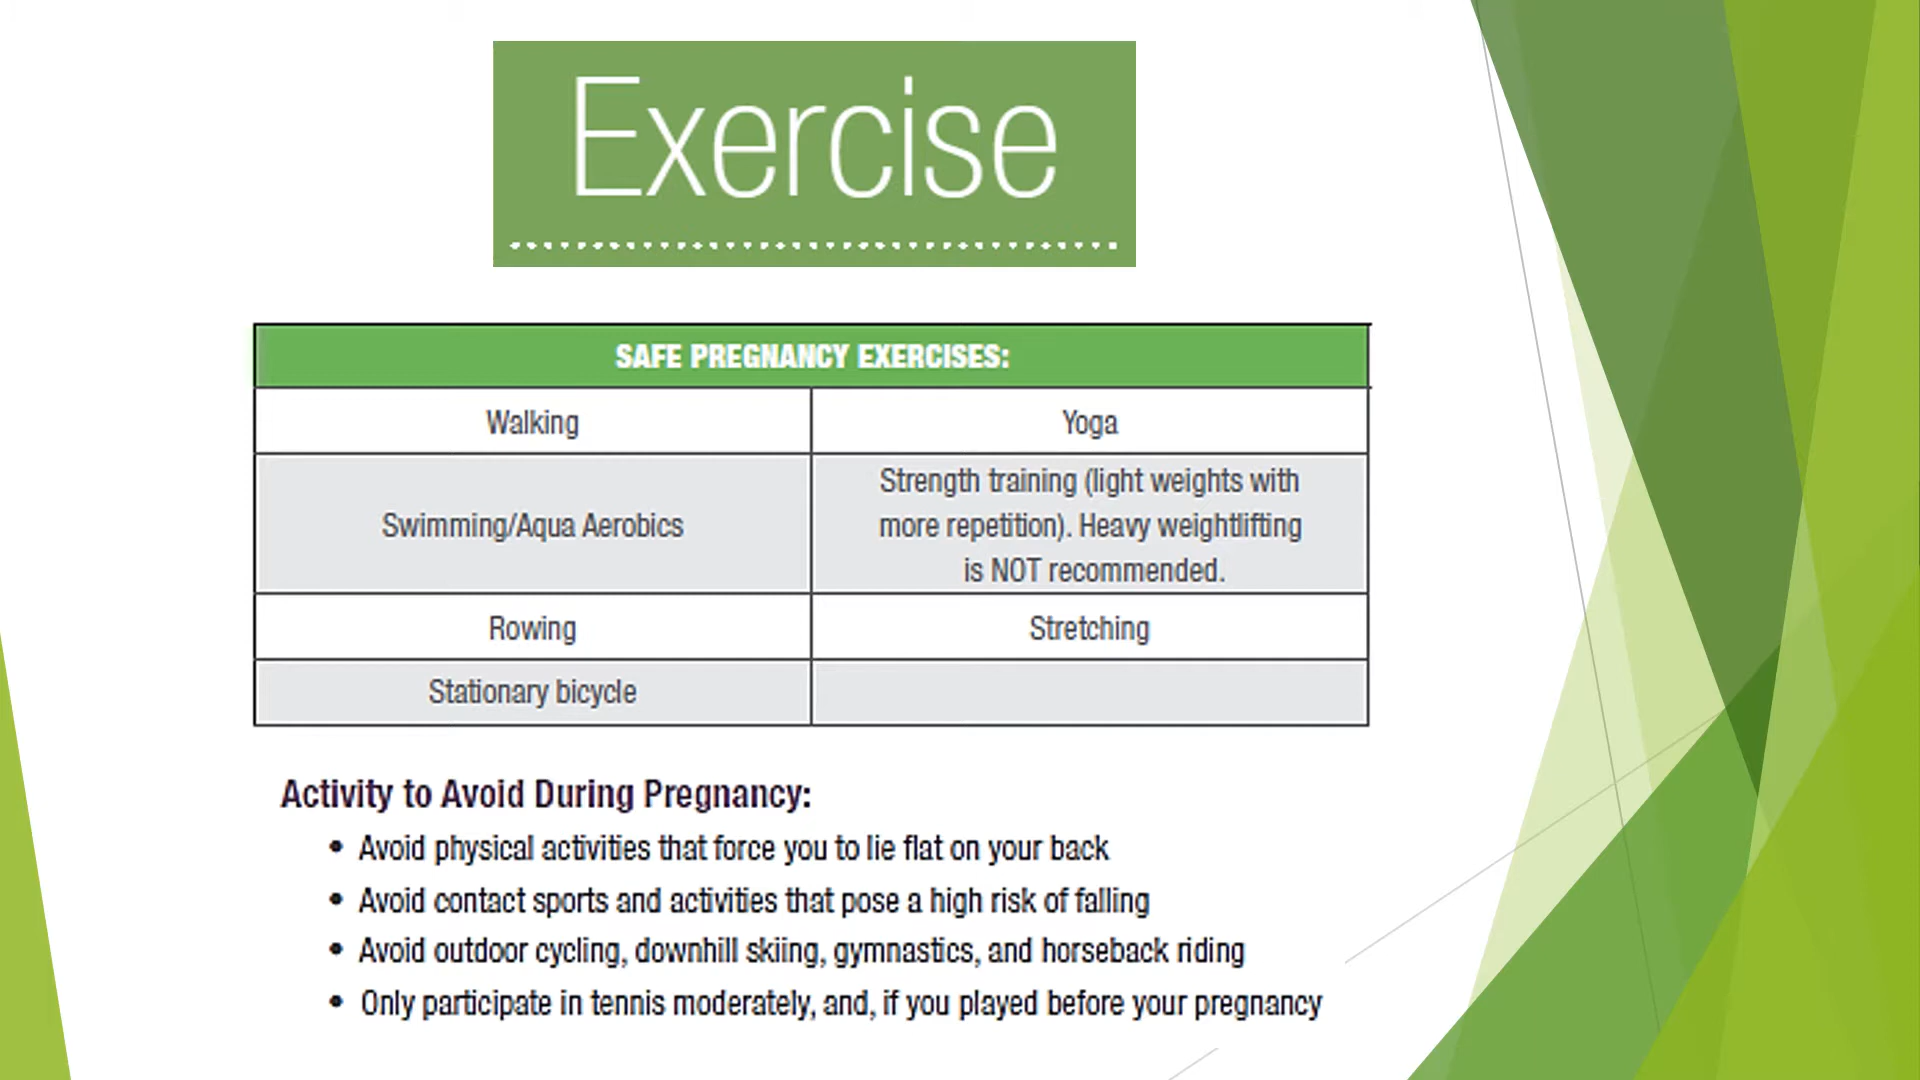 Exercise
SAFE PREGNANCY EXERCISES:
Walking
Yoga
Swimming/Aqua Aerobics
Strength training (light weights with
more repetition). Heavy weightlifting
is NOT recommended.
Rowing
Stretching
Stationary bicycle
Activity to Avoid During Pregnancy:
• Avoid physical activities that force you to lie flat on your back
• Avoid contact sports and activities that pose a high risk of falling
• Avoid outdoor cycling, downhill skiing, gymnastics, and horseback riding
• Only participate in tennis moderately, and, if you played before your pregnancy